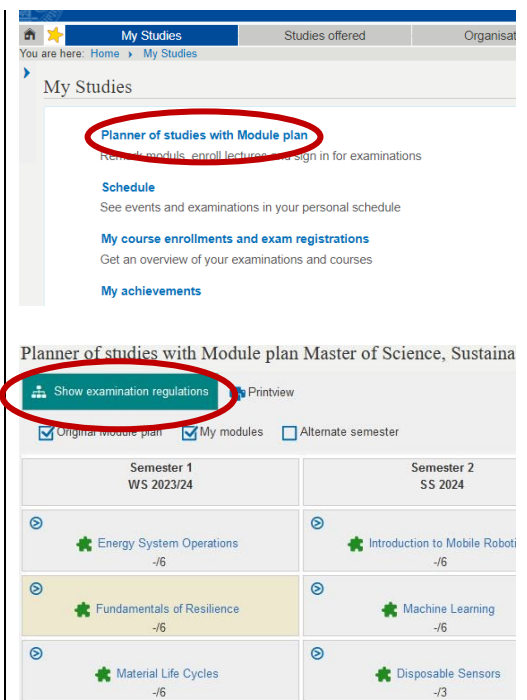 My Studies Studies offered Organisat
You are here: Home › My Studies
My Studies
Planner of studies with Module plan
Remark moduls, enroll lectures and sign in for examinations
Schedule
See events and examinations in your personal schedule
My course enrollments and exam registrations
Get an overview of your examinations and courses
My achievements
Planner of studies with Module plan Master of Science, Sustaina
Show examination regulations Printview
Original Module plan My modules Alternate semester
Semester 1 Semester 2
WS 2023/24 SS 2024
Energy System Operations Introduction to Mobile Roboti
-/6 -/6
Fundamentals of Resilience Machine Learning
-/6 -/6
Material Life Cycles Disposable Sensors
-/6 -/3